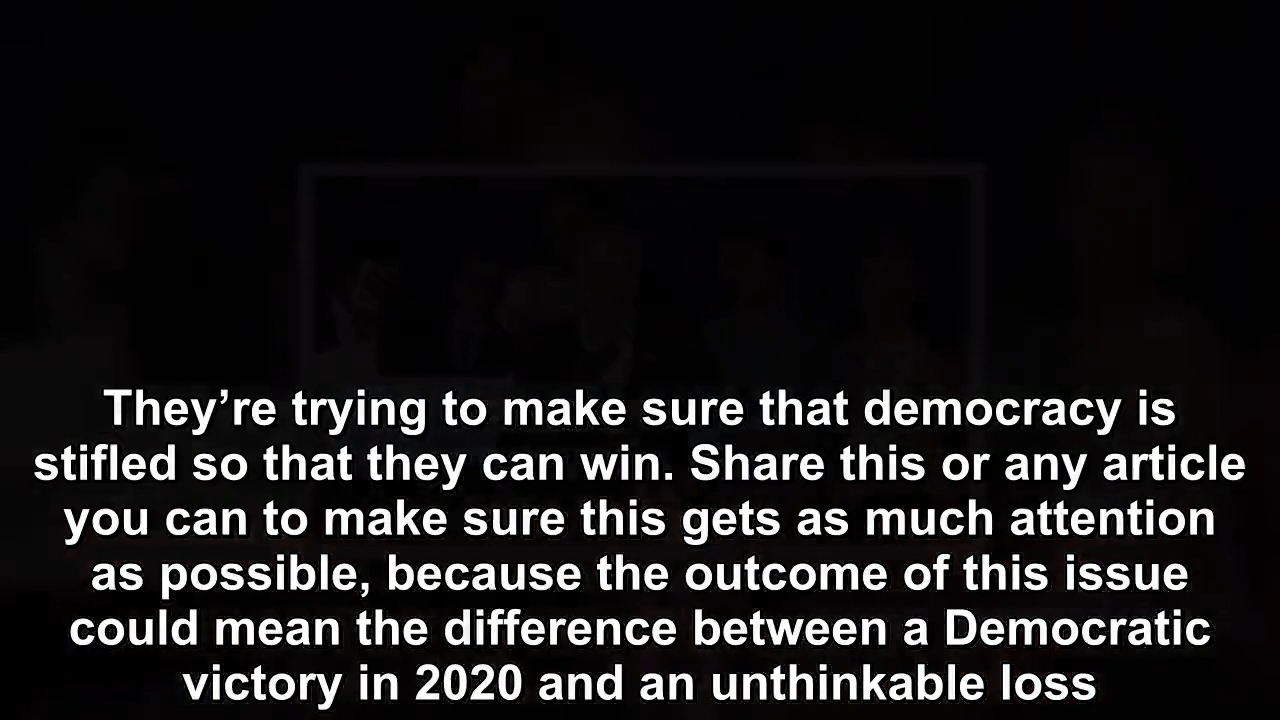 They’re trying to make sure that democracy is
stifled so that they can win. Share this or any article
you can to make sure this gets as much attention
as possible, because the outcome of this issue
could mean the difference between a Democratic
victory in 2020 and an unthinkable loss